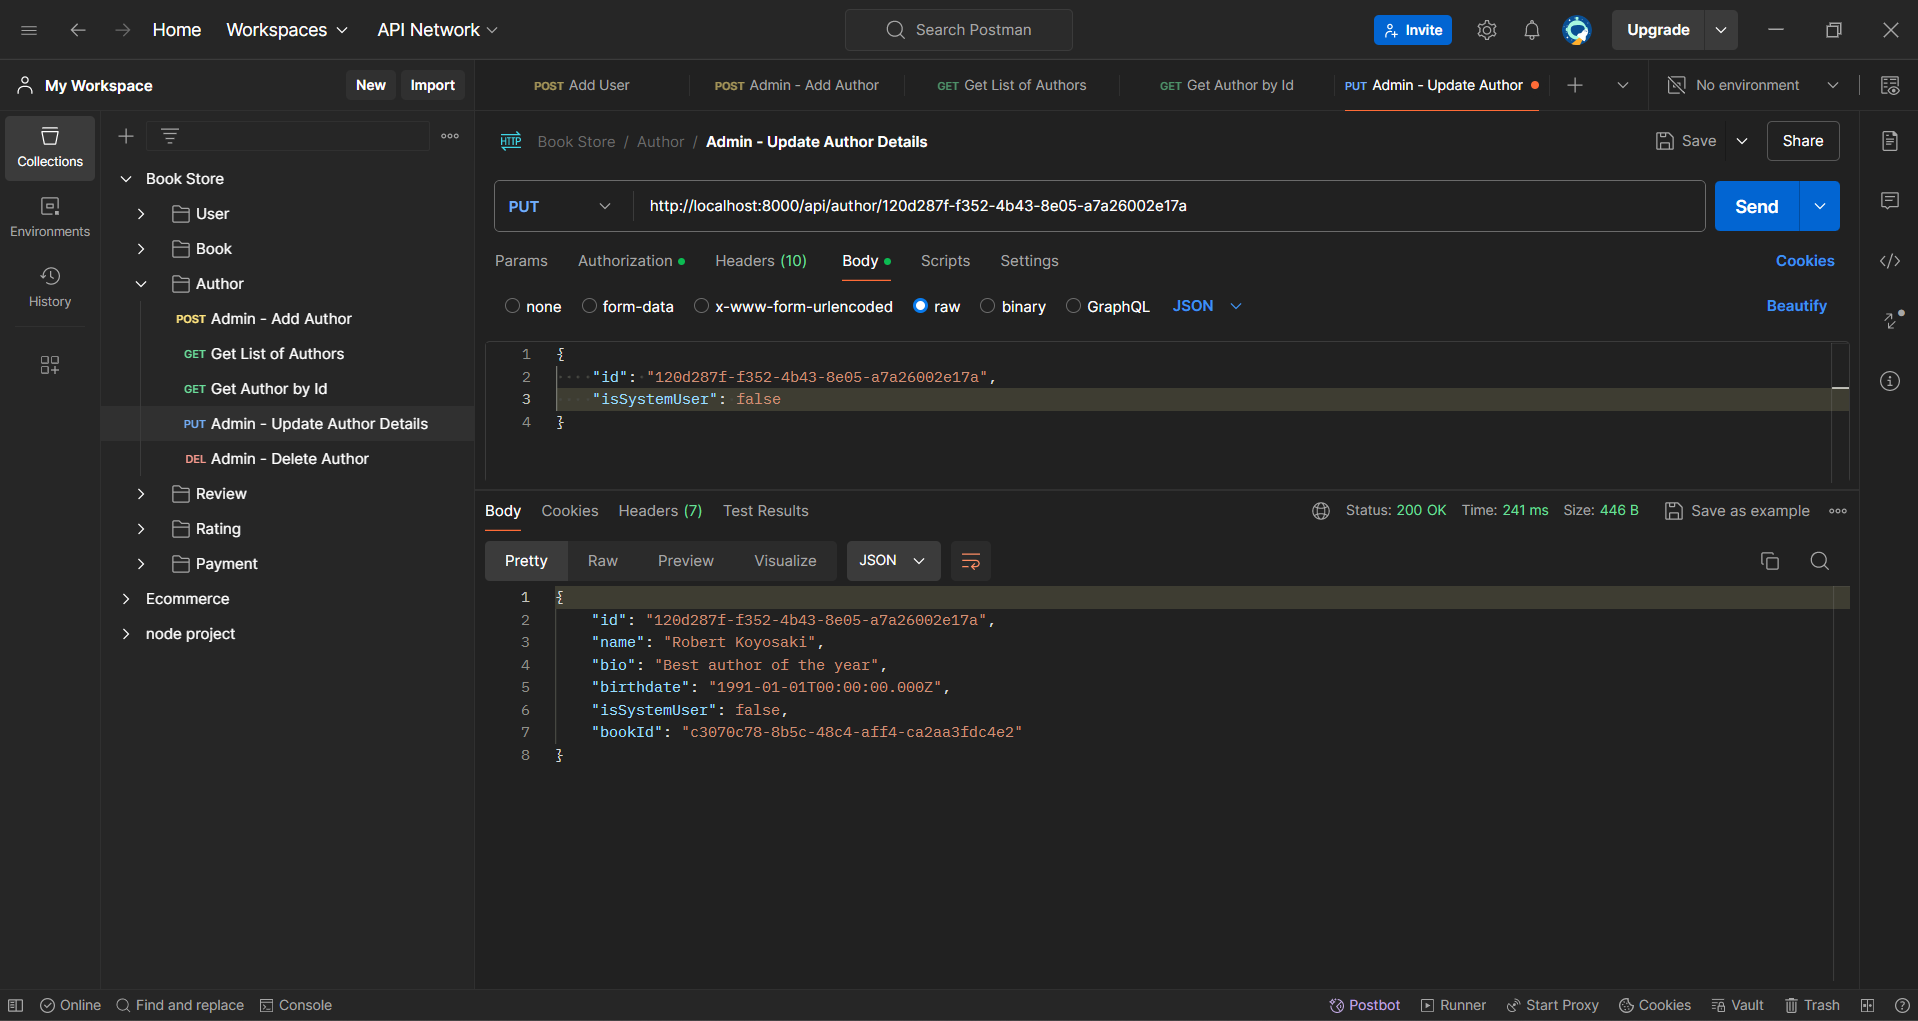 Home Workspaces API Network Search Postman Invite Upgrade
My Workspace New Import
POST Add User POST Admin - Add Author GET Get List of Authors GET Get Author by Id PUT Admin - Update Author No environment
Collections
Environments
History
Book Store
User
Book
Author
POST Admin - Add Author
GET Get List of Authors
GET Get Author by Id
PUT Admin - Update Author Details
DEL Admin - Delete Author
Review
Rating
Payment
Ecommerce
node project
HTTP Book Store / Author / Admin - Update Author Details Save Share
PUT http://localhost:8000/api/author/120d287f-f352-4b43-8e05-a7a26002e17a Send
Params Authorization Headers (10) Body Scripts Settings Cookies
none form-data x-www-form-urlencoded raw binary GraphQL JSON Beautify
1 {
2 "id": "120d287f-f352-4b43-8e05-a7a26002e17a",
3 "isSystemUser": false
4 }
Body Cookies Headers (7) Test Results Status: 200 OK Time: 241 ms Size: 446 B Save as example
Pretty Raw Preview Visualize JSON
1 {
2 "id": "120d287f-f352-4b43-8e05-a7a26002e17a",
3 "name": "Robert Koyosaki",
4 "bio": "Best author of the year",
5 "birthdate": "1991-01-01T00:00:00.000Z",
6 "isSystemUser": false,
7 "bookId": "c3070c78-8b5c-48c4-aff4-ca2aa3fdc4e2"
8 }
Online Find and replace Console Postbot Runner Start Proxy Cookies Vault Trash